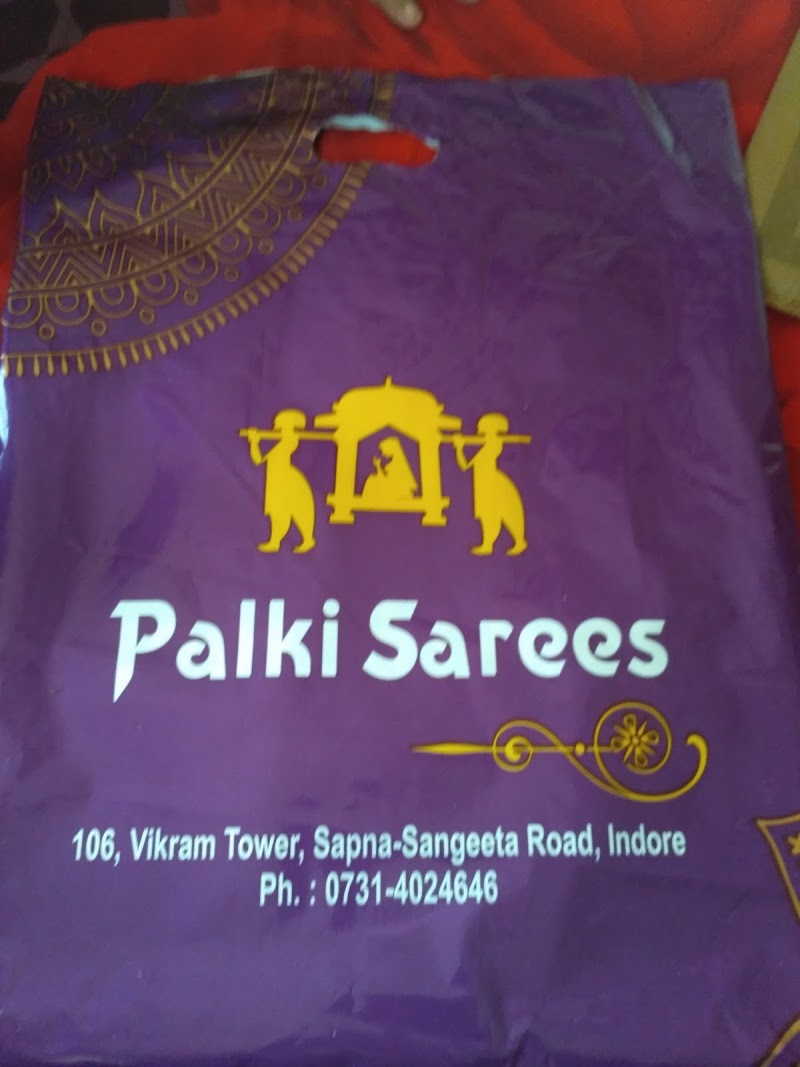 Palki Sarees
106, Vikram Tower, Sapna-Sangeeta Road, Indore
Ph. : 0731-4024646